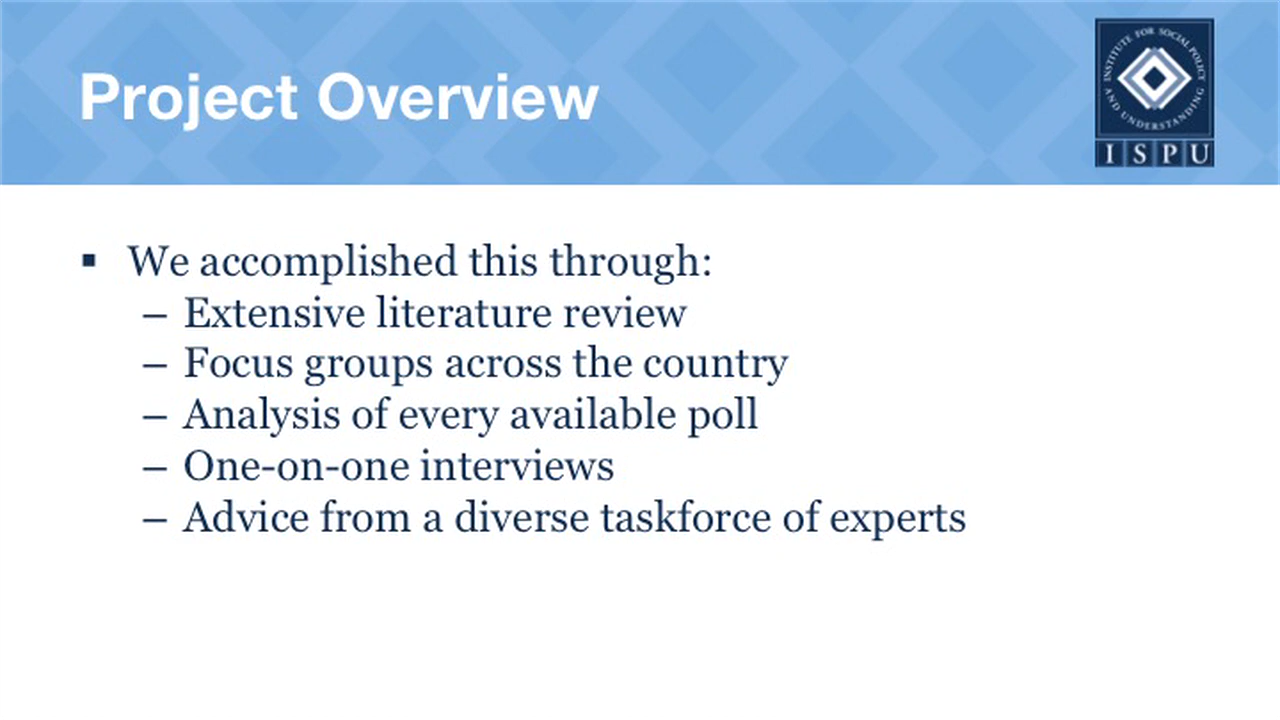 Project Overview
INSTITUTE FOR SOCIAL POLICY
AND UNDERSTANDING
ISPU
▪ We accomplished this through:
– Extensive literature review
– Focus groups across the country
– Analysis of every available poll
– One-on-one interviews
– Advice from a diverse taskforce of experts